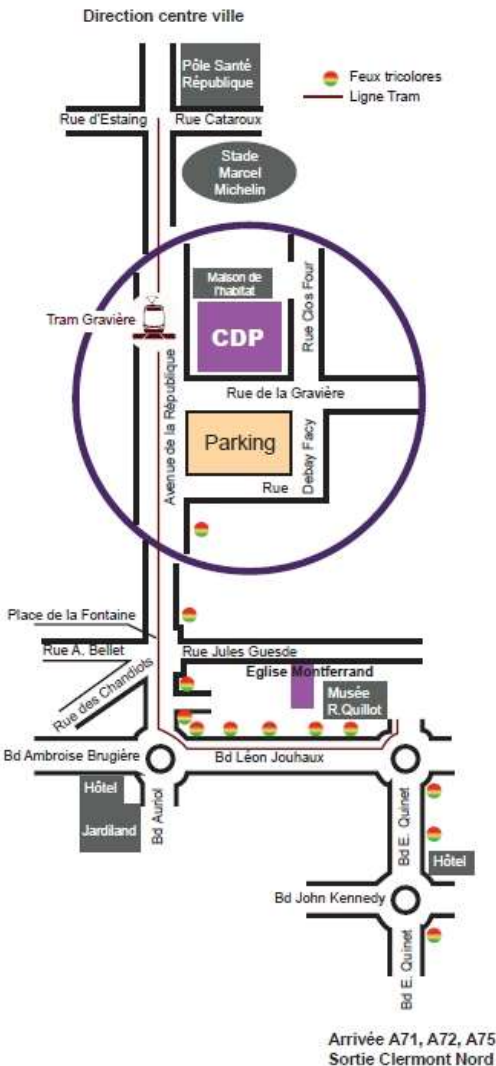 Direction centre ville
Pôle Santé
République
Feux tricolores
Ligne Tram
Rue d'Estaing
Rue Cataroux
Stade
Marcel
Michelin
Maison de
l'habitat
Rue Clos Four
Tram Gravière
CDP
Avenue de la République
Rue de la Gravière
Parking
Rue
Debay Facy
Place de la Fontaine
Rue A. Bellet
Rue Jules Guesde
Rue des Chandiots
Eglise Montferrand
Musée
R.Quillot
Bd Ambroise Brugière
Bd Léon Jouhaux
Hôtel
Jardiland
Bd Auriol
Bd E. Quinet
Hôtel
Bd John Kennedy
Bd E. Quinet
Arrivée A71, A72, A75
Sortie Clermont Nord